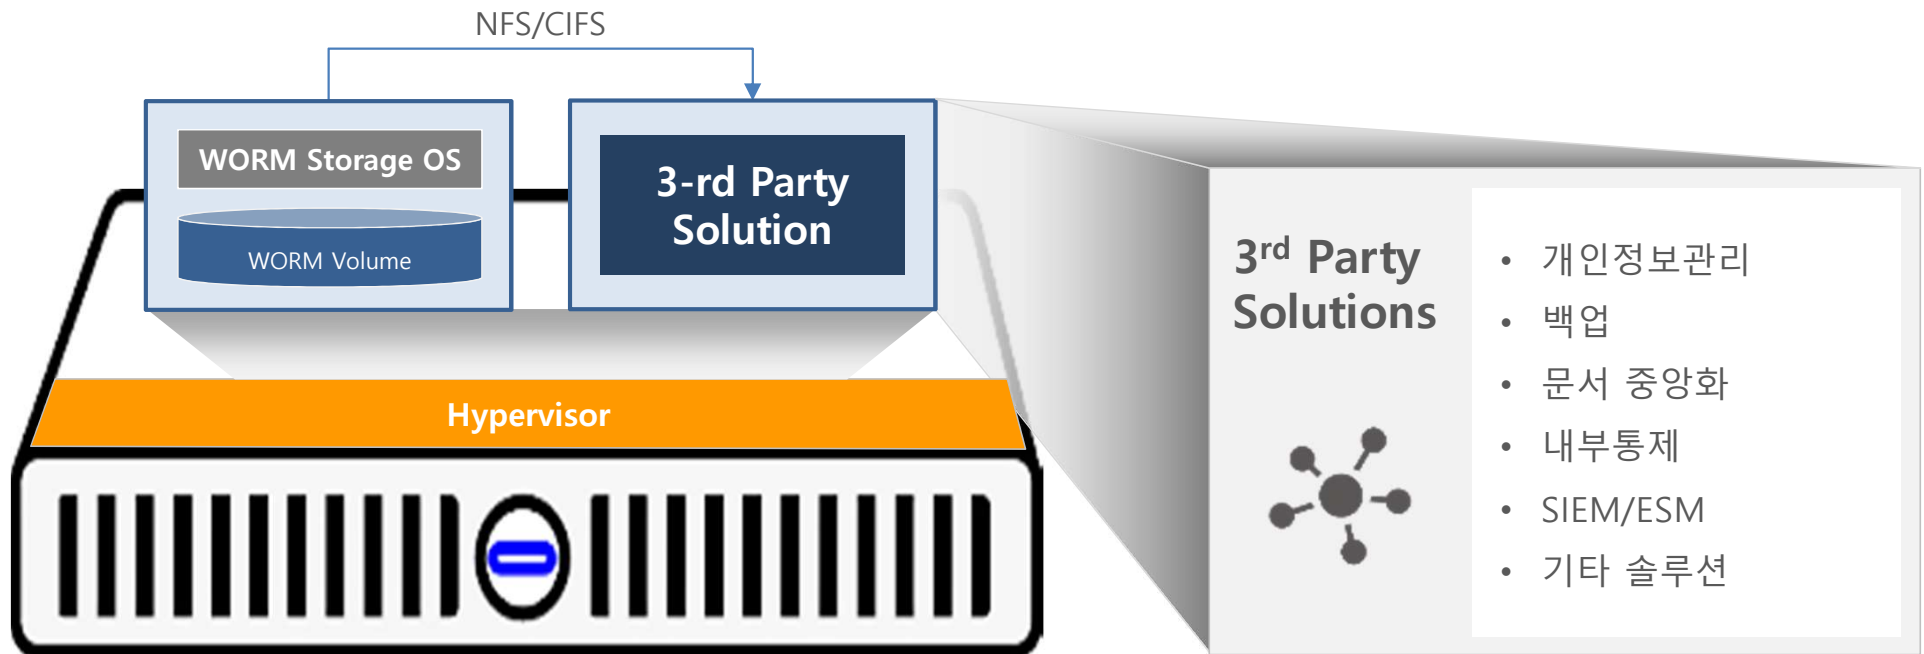 NFS/CIFS
WORM Storage OS
WORM Volume
3-rd Party
Solution
Hypervisor
3rd Party
Solutions
• 개인정보관리
• 백업
• 문서 중앙화
• 내부통제
• SIEM/ESM
• 기타 솔루션